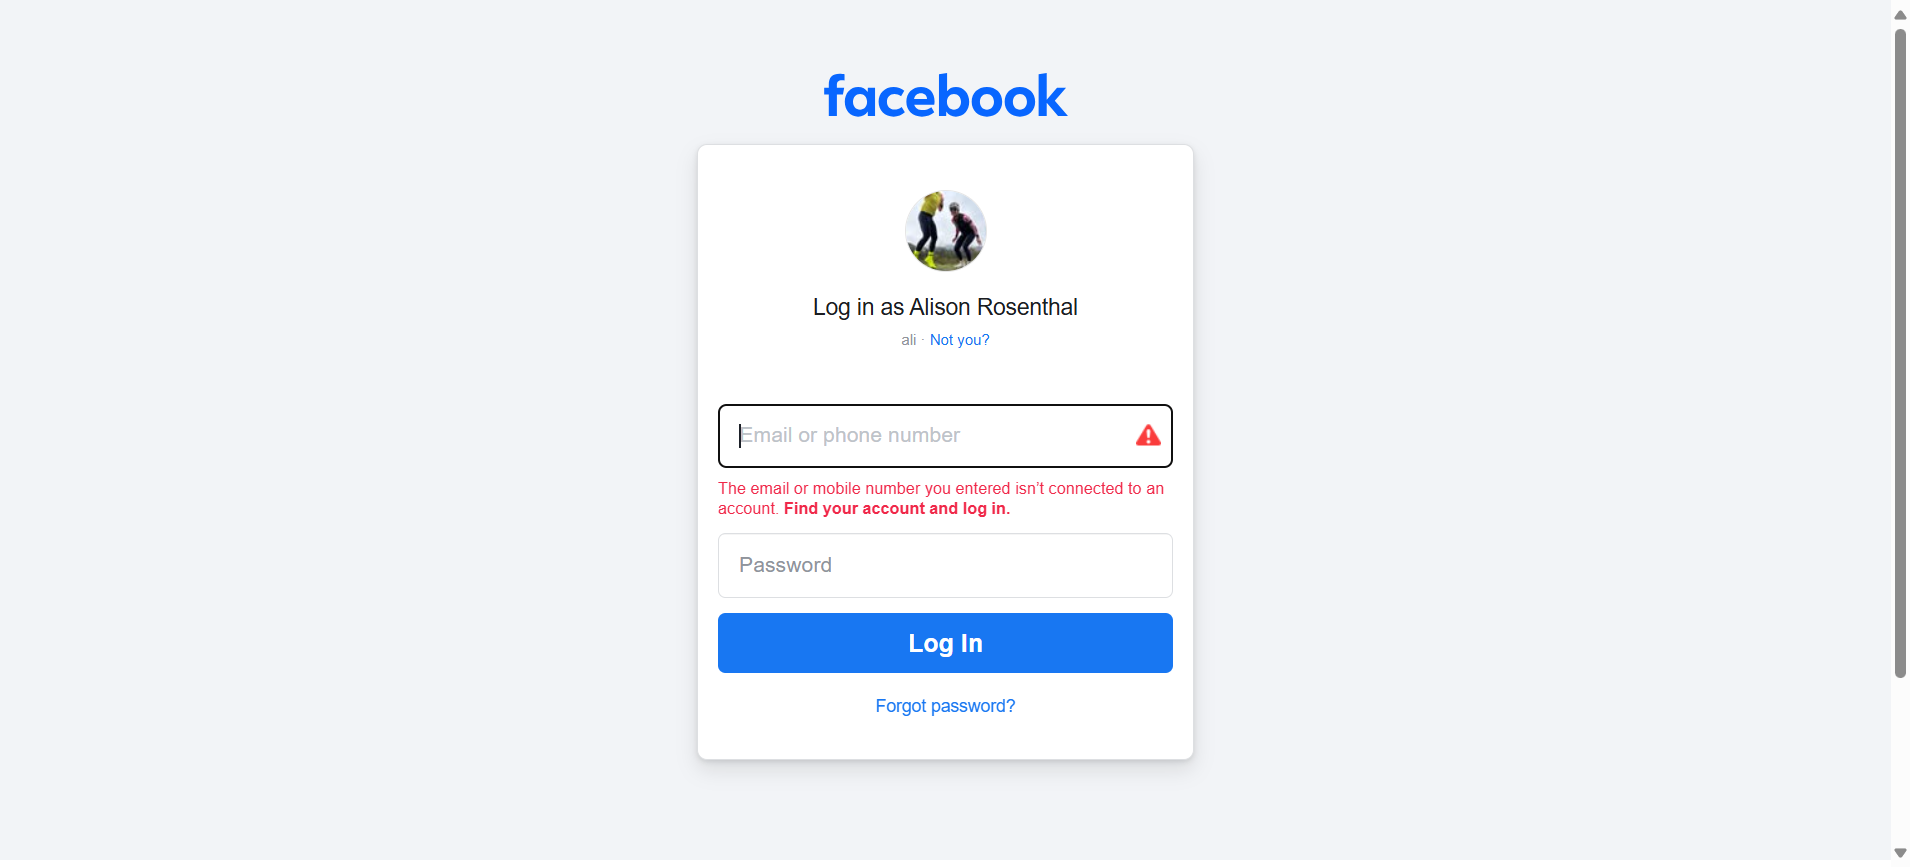 facebook
Log in as Alison Rosenthal
ali · Not you?
Email or phone number
The email or mobile number you entered isn’t connected to an
account. Find your account and log in.
Password
Log In
Forgot password?